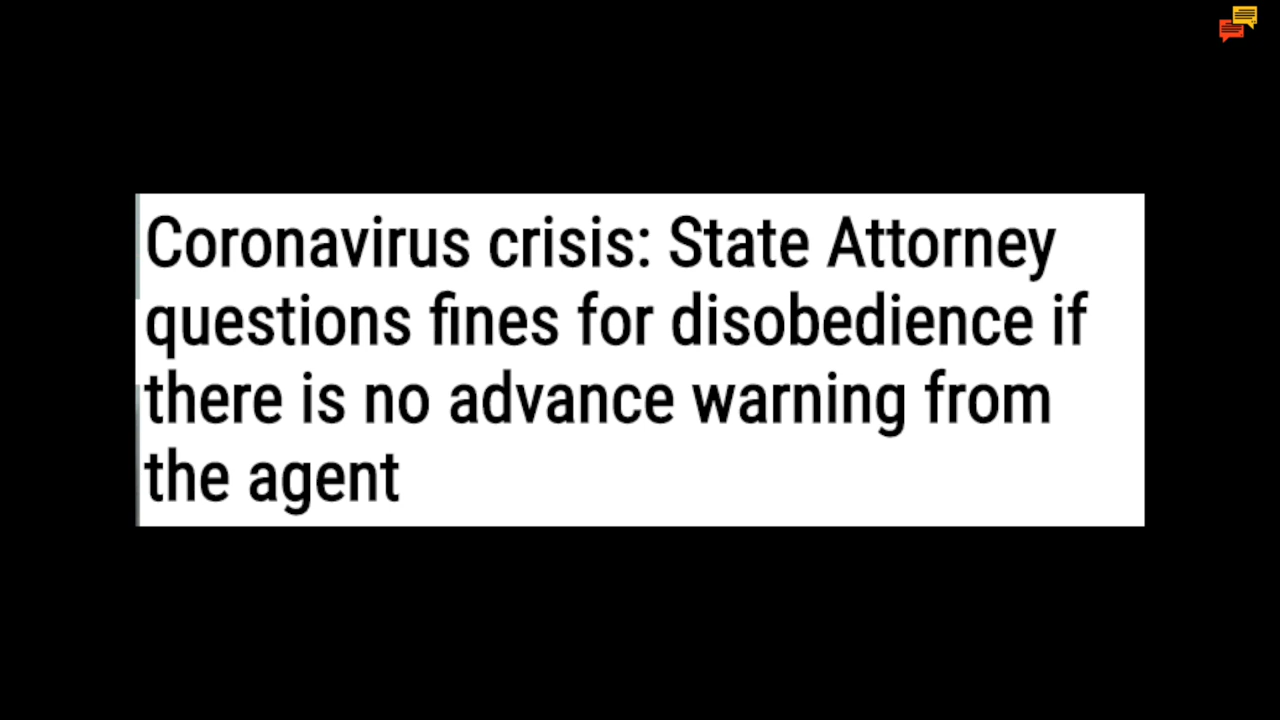 Coronavirus crisis: State Attorney
questions fines for disobedience if
there is no advance warning from
the agent